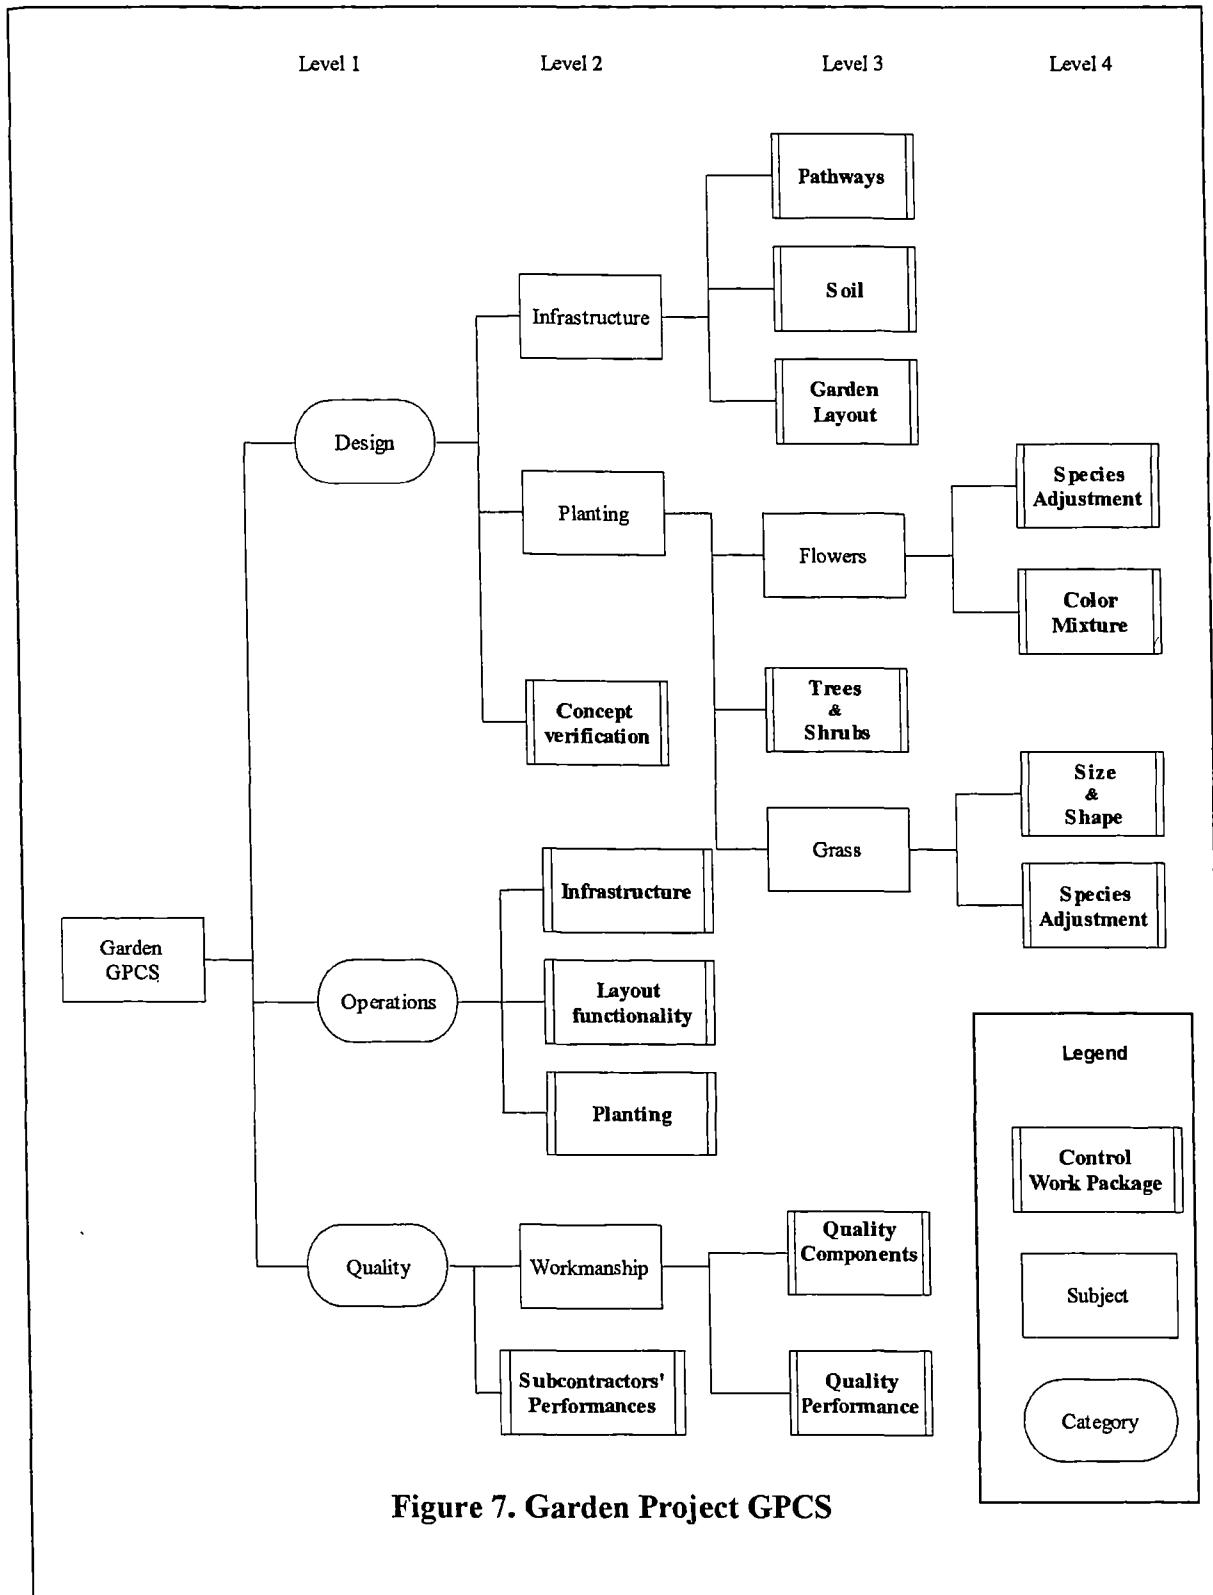 Level 1
Level 2
Level 3
Level 4
Pathways
Soil
Infrastructure
Garden
Layout
Design
Species
Adjustment
Planting
Flowers
Color
Mixture
Trees
&
Shrubs
Concept
verification
Size
&
Shape
Grass
Infrastructure
Species
Adjustment
Garden
GPCS
Operations
Layout
functionality
Planting
Legend
Control
Work Package
Quality
Workmanship
Quality
Components
Subject
Subcontractors'
Performances
Quality
Performance
Category
Figure 7. Garden Project GPCS